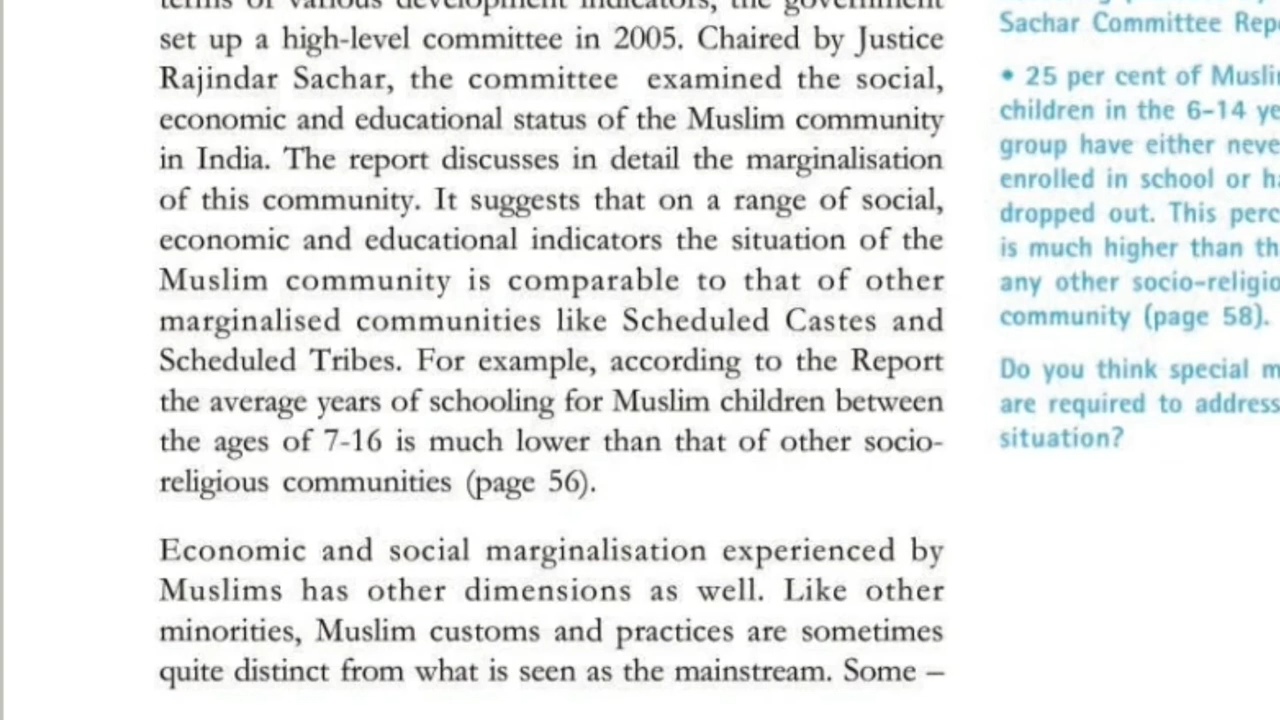 terms of various development indicators, the government
set up a high-level committee in 2005. Chaired by Justice
Rajindar Sachar, the committee examined the social,
economic and educational status of the Muslim community
in India. The report discusses in detail the marginalisation
of this community. It suggests that on a range of social,
economic and educational indicators the situation of the
Muslim community is comparable to that of other
marginalised communities like Scheduled Castes and
Scheduled Tribes. For example, according to the Report
the average years of schooling for Muslim children between
the ages of 7-16 is much lower than that of other socio-
religious communities (page 56).
Economic and social marginalisation experienced by
Muslims has other dimensions as well. Like other
minorities, Muslim customs and practices are sometimes
quite distinct from what is seen as the mainstream. Some –
Sachar Committee
• 25 per cent of
children in the 6-14
group have either
enrolled in school or
dropped out. This
is much higher than
any other
community (page 58).
Do you think special
are required to address
situation?